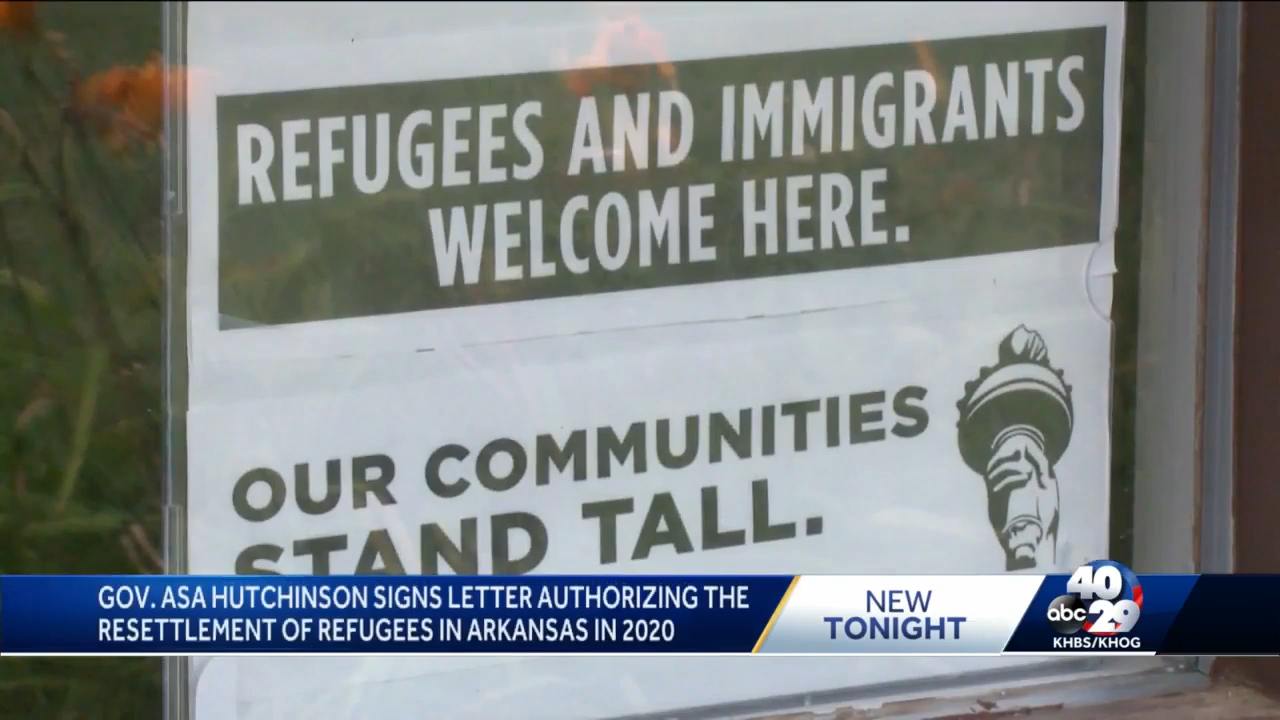 REFUGEES AND IMMIGRANTS
WELCOME HERE.
OUR COMMUNITIES
STAND TALL.
GOV. ASA HUTCHINSON SIGNS LETTER AUTHORIZING THE
RESETTLEMENT OF REFUGEES IN ARKANSAS IN 2020
NEW
TONIGHT
40
abc 29
KHBS/KHOG